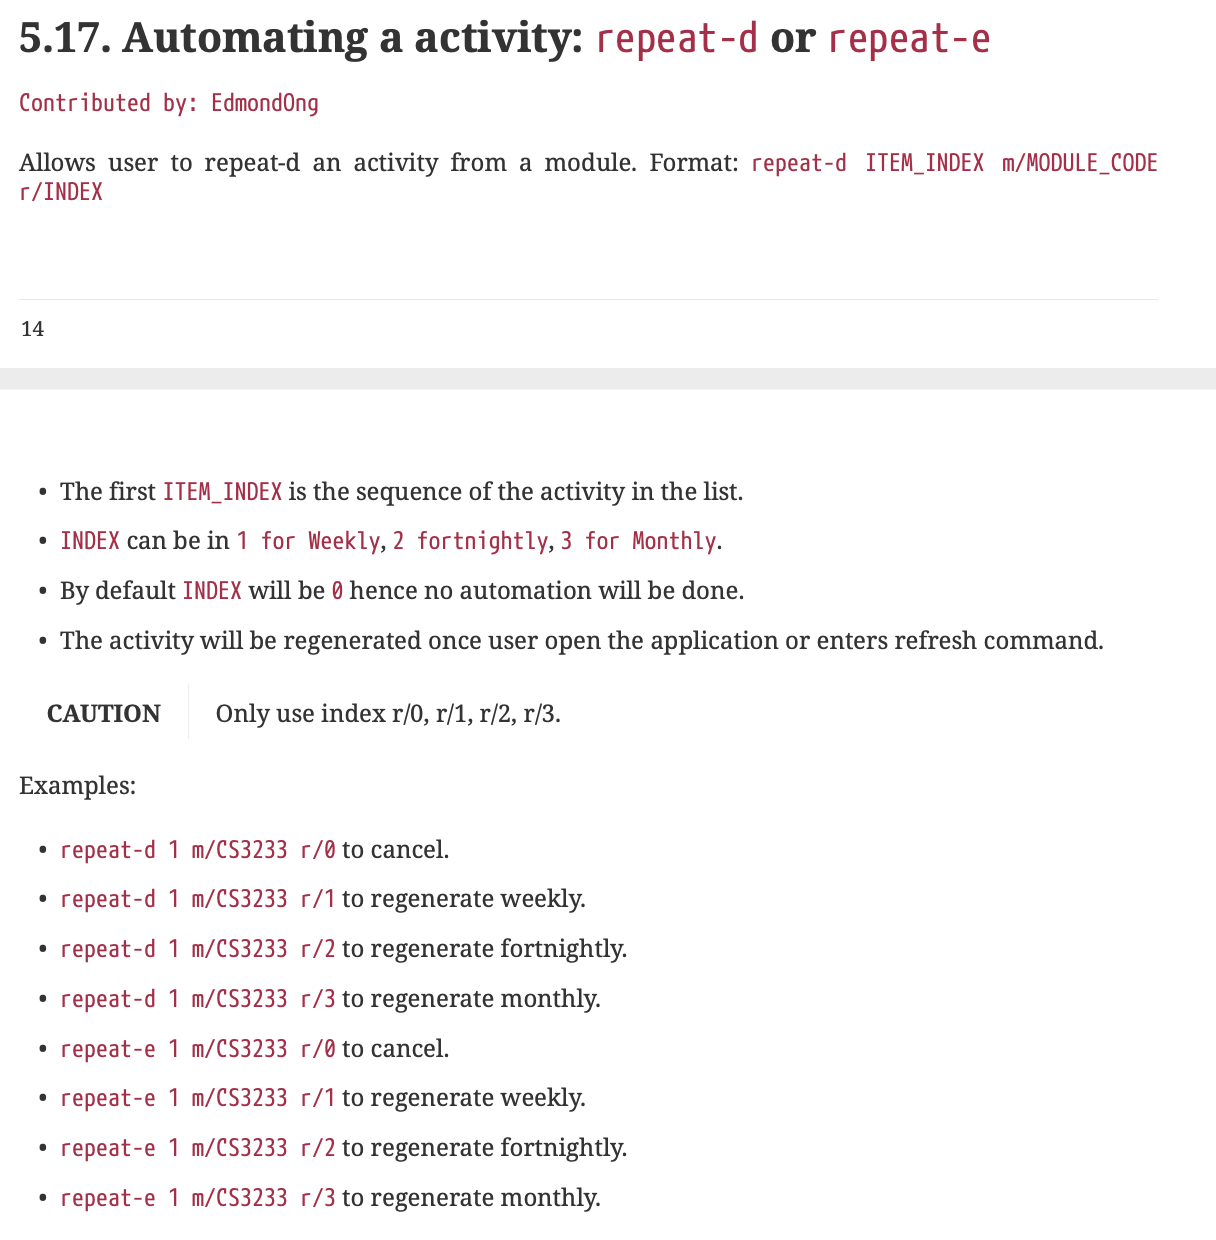 5.17. Automating a activity: repeat-d or repeat-e
Contributed by: EdmondOng
Allows user to repeat-d an activity from a module. Format: repeat-d ITEM_INDEX m/MODULE_CODE
r/INDEX
14
• The first ITEM_INDEX is the sequence of the activity in the list.
• INDEX can be in 1 for Weekly, 2 fortnightly, 3 for Monthly.
• By default INDEX will be 0 hence no automation will be done.
• The activity will be regenerated once user open the application or enters refresh command.
CAUTION Only use index r/0, r/1, r/2, r/3.
Examples:
• repeat-d 1 m/CS3233 r/0 to cancel.
• repeat-d 1 m/CS3233 r/1 to regenerate weekly.
• repeat-d 1 m/CS3233 r/2 to regenerate fortnightly.
• repeat-d 1 m/CS3233 r/3 to regenerate monthly.
• repeat-e 1 m/CS3233 r/0 to cancel.
• repeat-e 1 m/CS3233 r/1 to regenerate weekly.
• repeat-e 1 m/CS3233 r/2 to regenerate fortnightly.
• repeat-e 1 m/CS3233 r/3 to regenerate monthly.